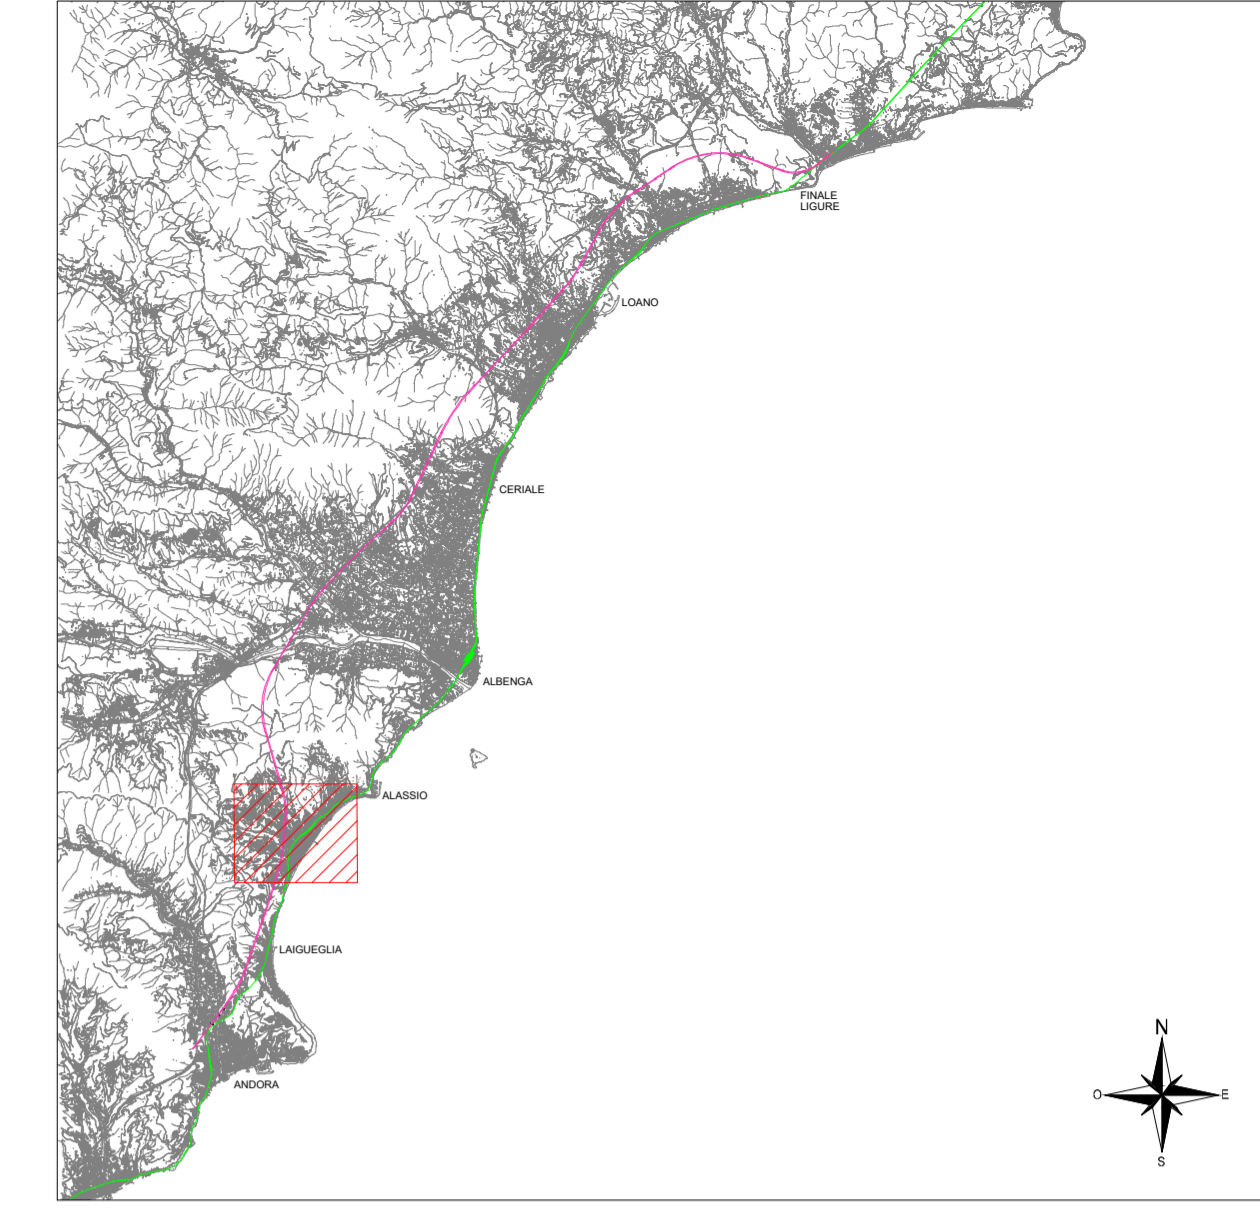 FINALE
LIGURE
LOANO
CERIALE
ALBENGA
ALASSIO
LAIGUEGLIA
ANDORA
N
O
E
S